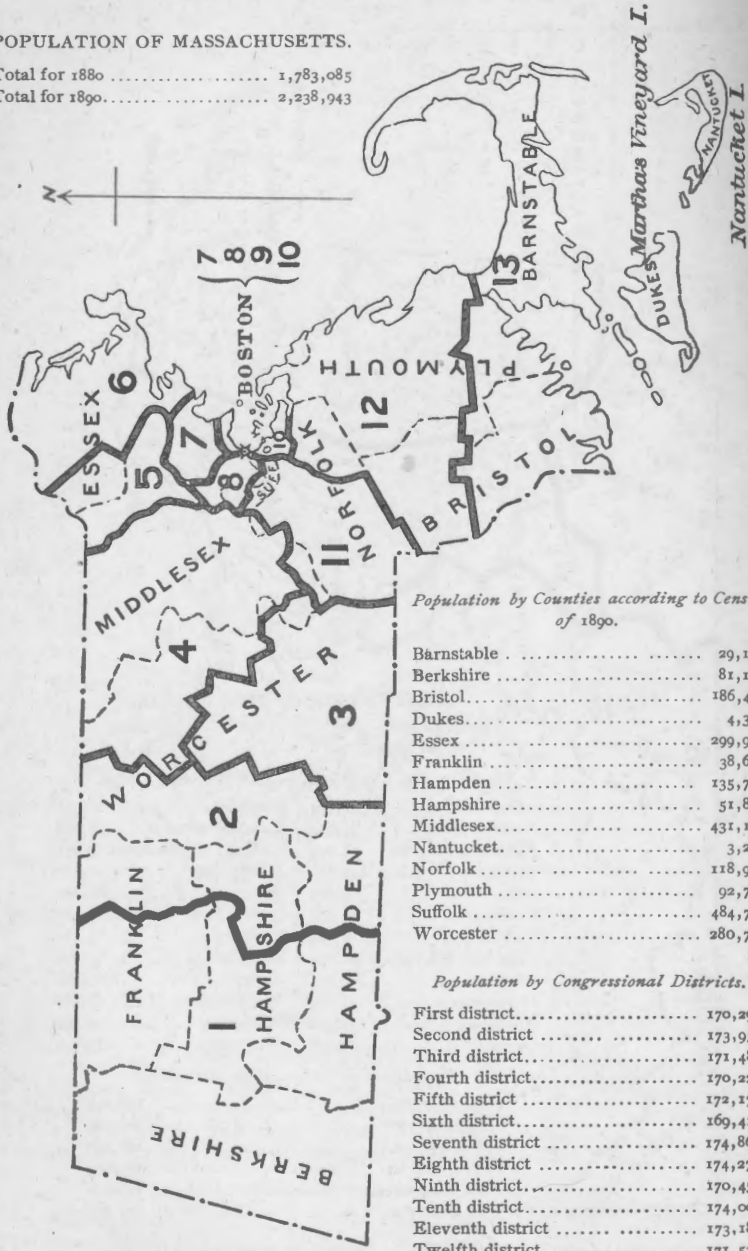 POPULATION OF MASSACHUSETTS.
Total for 1880 .................... 1,783,085
Total for 1890.................... 2,238,943
N
7
8
9
10
BOSTON
ESSEX
6
5
7
8
SUFFOLK
10
MIDDLESEX
4
NORFOLK
11
PLYMOUTH
12
BRISTOL
13
BARNSTABLE
DUKES
Marthas Vineyard I.
NANTUCKET
Nantucket I.
WORCESTER
3
2
FRANKLIN
HAMPSHIRE
HAMPDEN
1
BERKSHIRE
Population by Counties according to Cens
of 1890.
Barnstable .................... 29,1
Berkshire .................... 81,1
Bristol.................... 186,4
Dukes .................... 4,3
Essex .................... 299,9
Franklin .................... 38,6
Hampden .................... 135,7
Hampshire .................... 51,8
Middlesex.................... 431,1
Nantucket.................... 3,2
Norfolk .................... 118,9
Plymouth .................... 92,7
Suffolk .................... 484,7
Worcester .................... 280,7
Population by Congressional Districts.
First district.................... 170,2
Second district .................... 173,9
Third district.................... 171,4
Fourth district.................... 170,2
Fifth district .................... 172,1
Sixth district.................... 169,4
Seventh district .................... 174,8
Eighth district .................... 174,2
Ninth district.................... 170,4
Tenth district.................... 174,0
Eleventh district .................... 173,1
Twelfth district